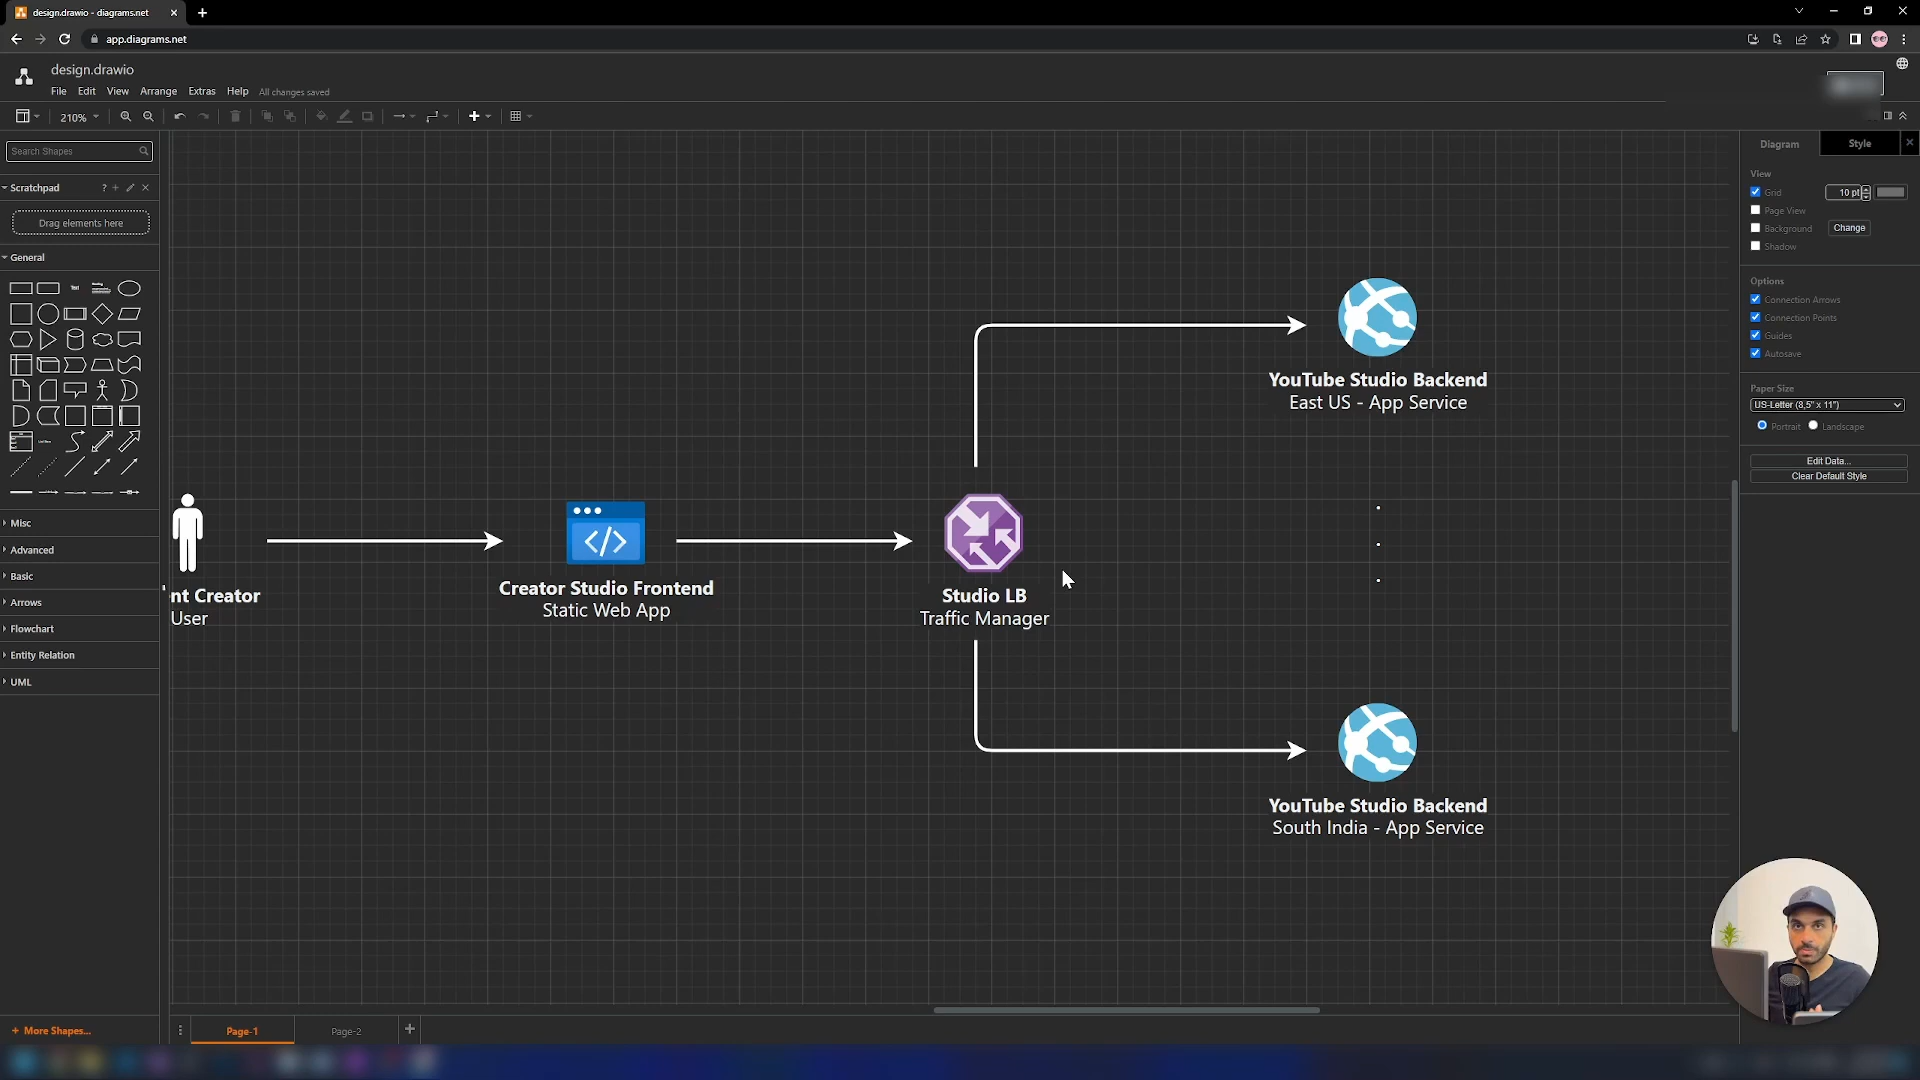 design.drawio - diagrams.net
app.diagrams.net
design.drawio
File Edit View Arrange Extras Help All changes saved
210%
Search Shapes
Scratchpad
?
Drag elements here
General
Text
Misc
Advanced
Basic
Arrows
Flowchart
Entity Relation
UML
+ More Shapes...
nt Creator
User
Creator Studio Frontend
Static Web App
Studio LB
Traffic Manager
YouTube Studio Backend
East US - App Service
.
.
.
YouTube Studio Backend
South India - App Service
Diagram
Style
View
Grid
10 pt
Page View
Background
Change
Shadow
Options
Connection Arrows
Connection Points
Guides
Autosave
Paper Size
US-Letter (8,5" x 11")
Portrait Landscape
Edit Data...
Clear Default Style
Page-1
Page-2